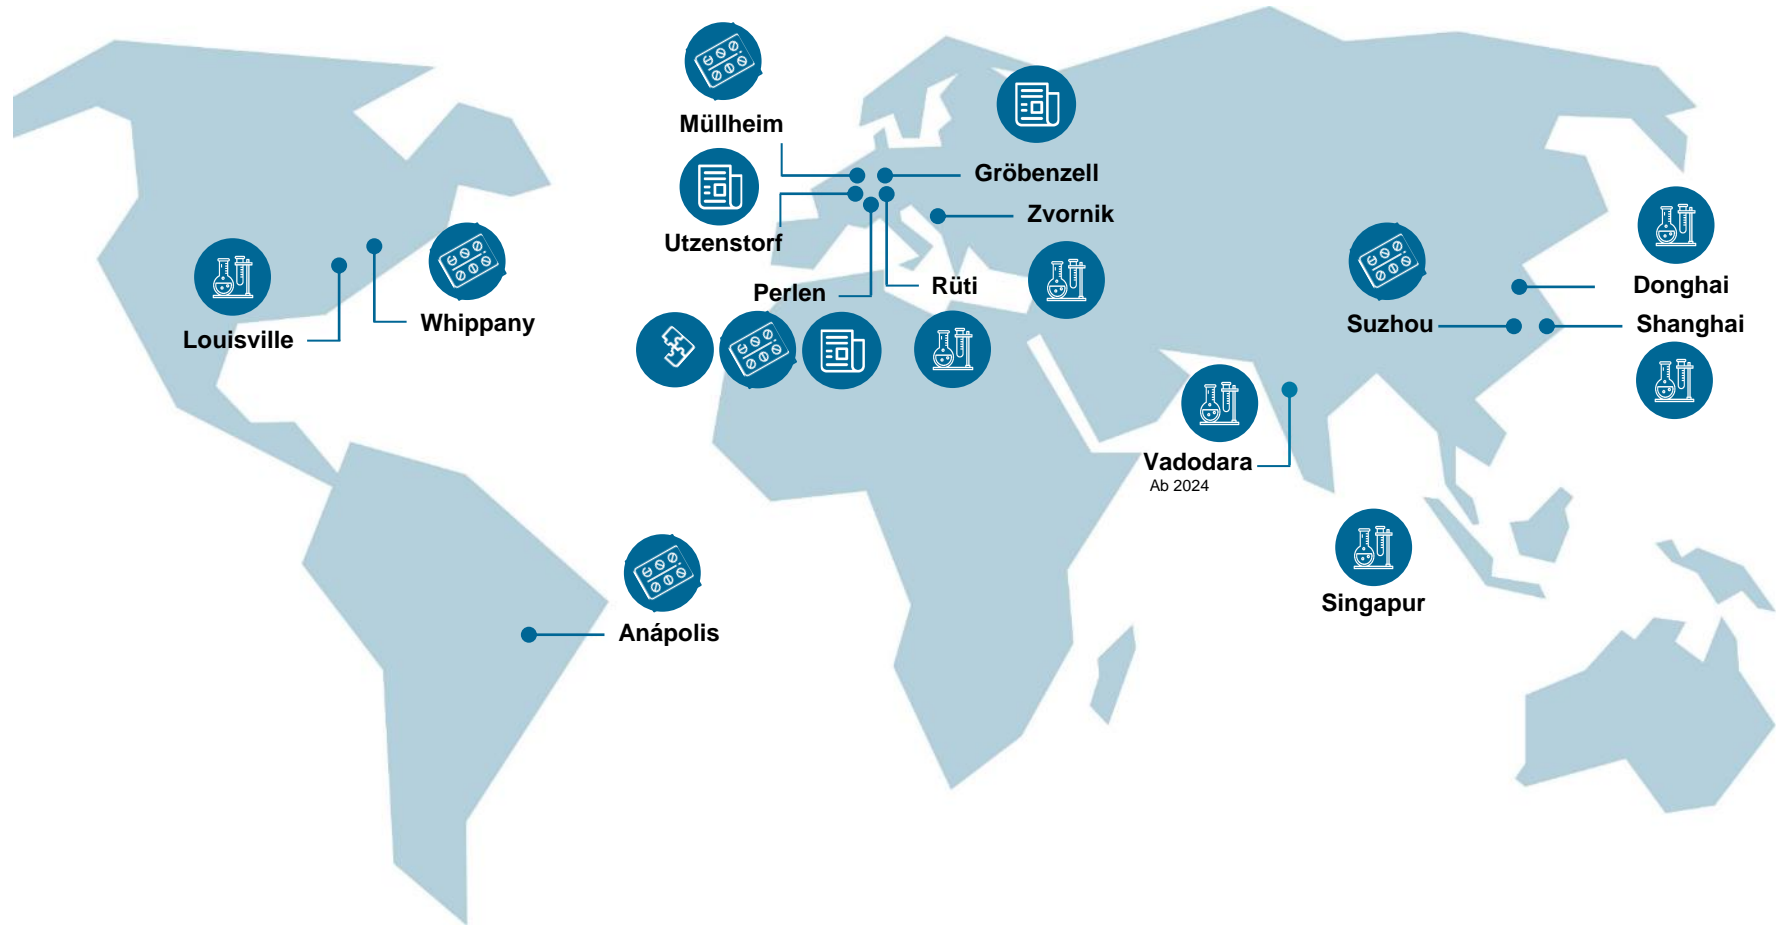 Müllheim
Gröbenzell
Utzenstorf
Zvornik
Perlen
Rüti
Louisville
Whippany
Donghai
Suzhou
Shanghai
Vadodara
Ab 2024
Singapur
Anápolis